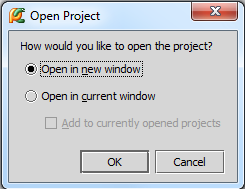 Open Project
How would you like to open the project?
Open in new window
Open in current window
Add to currently opened projects
OK
Cancel